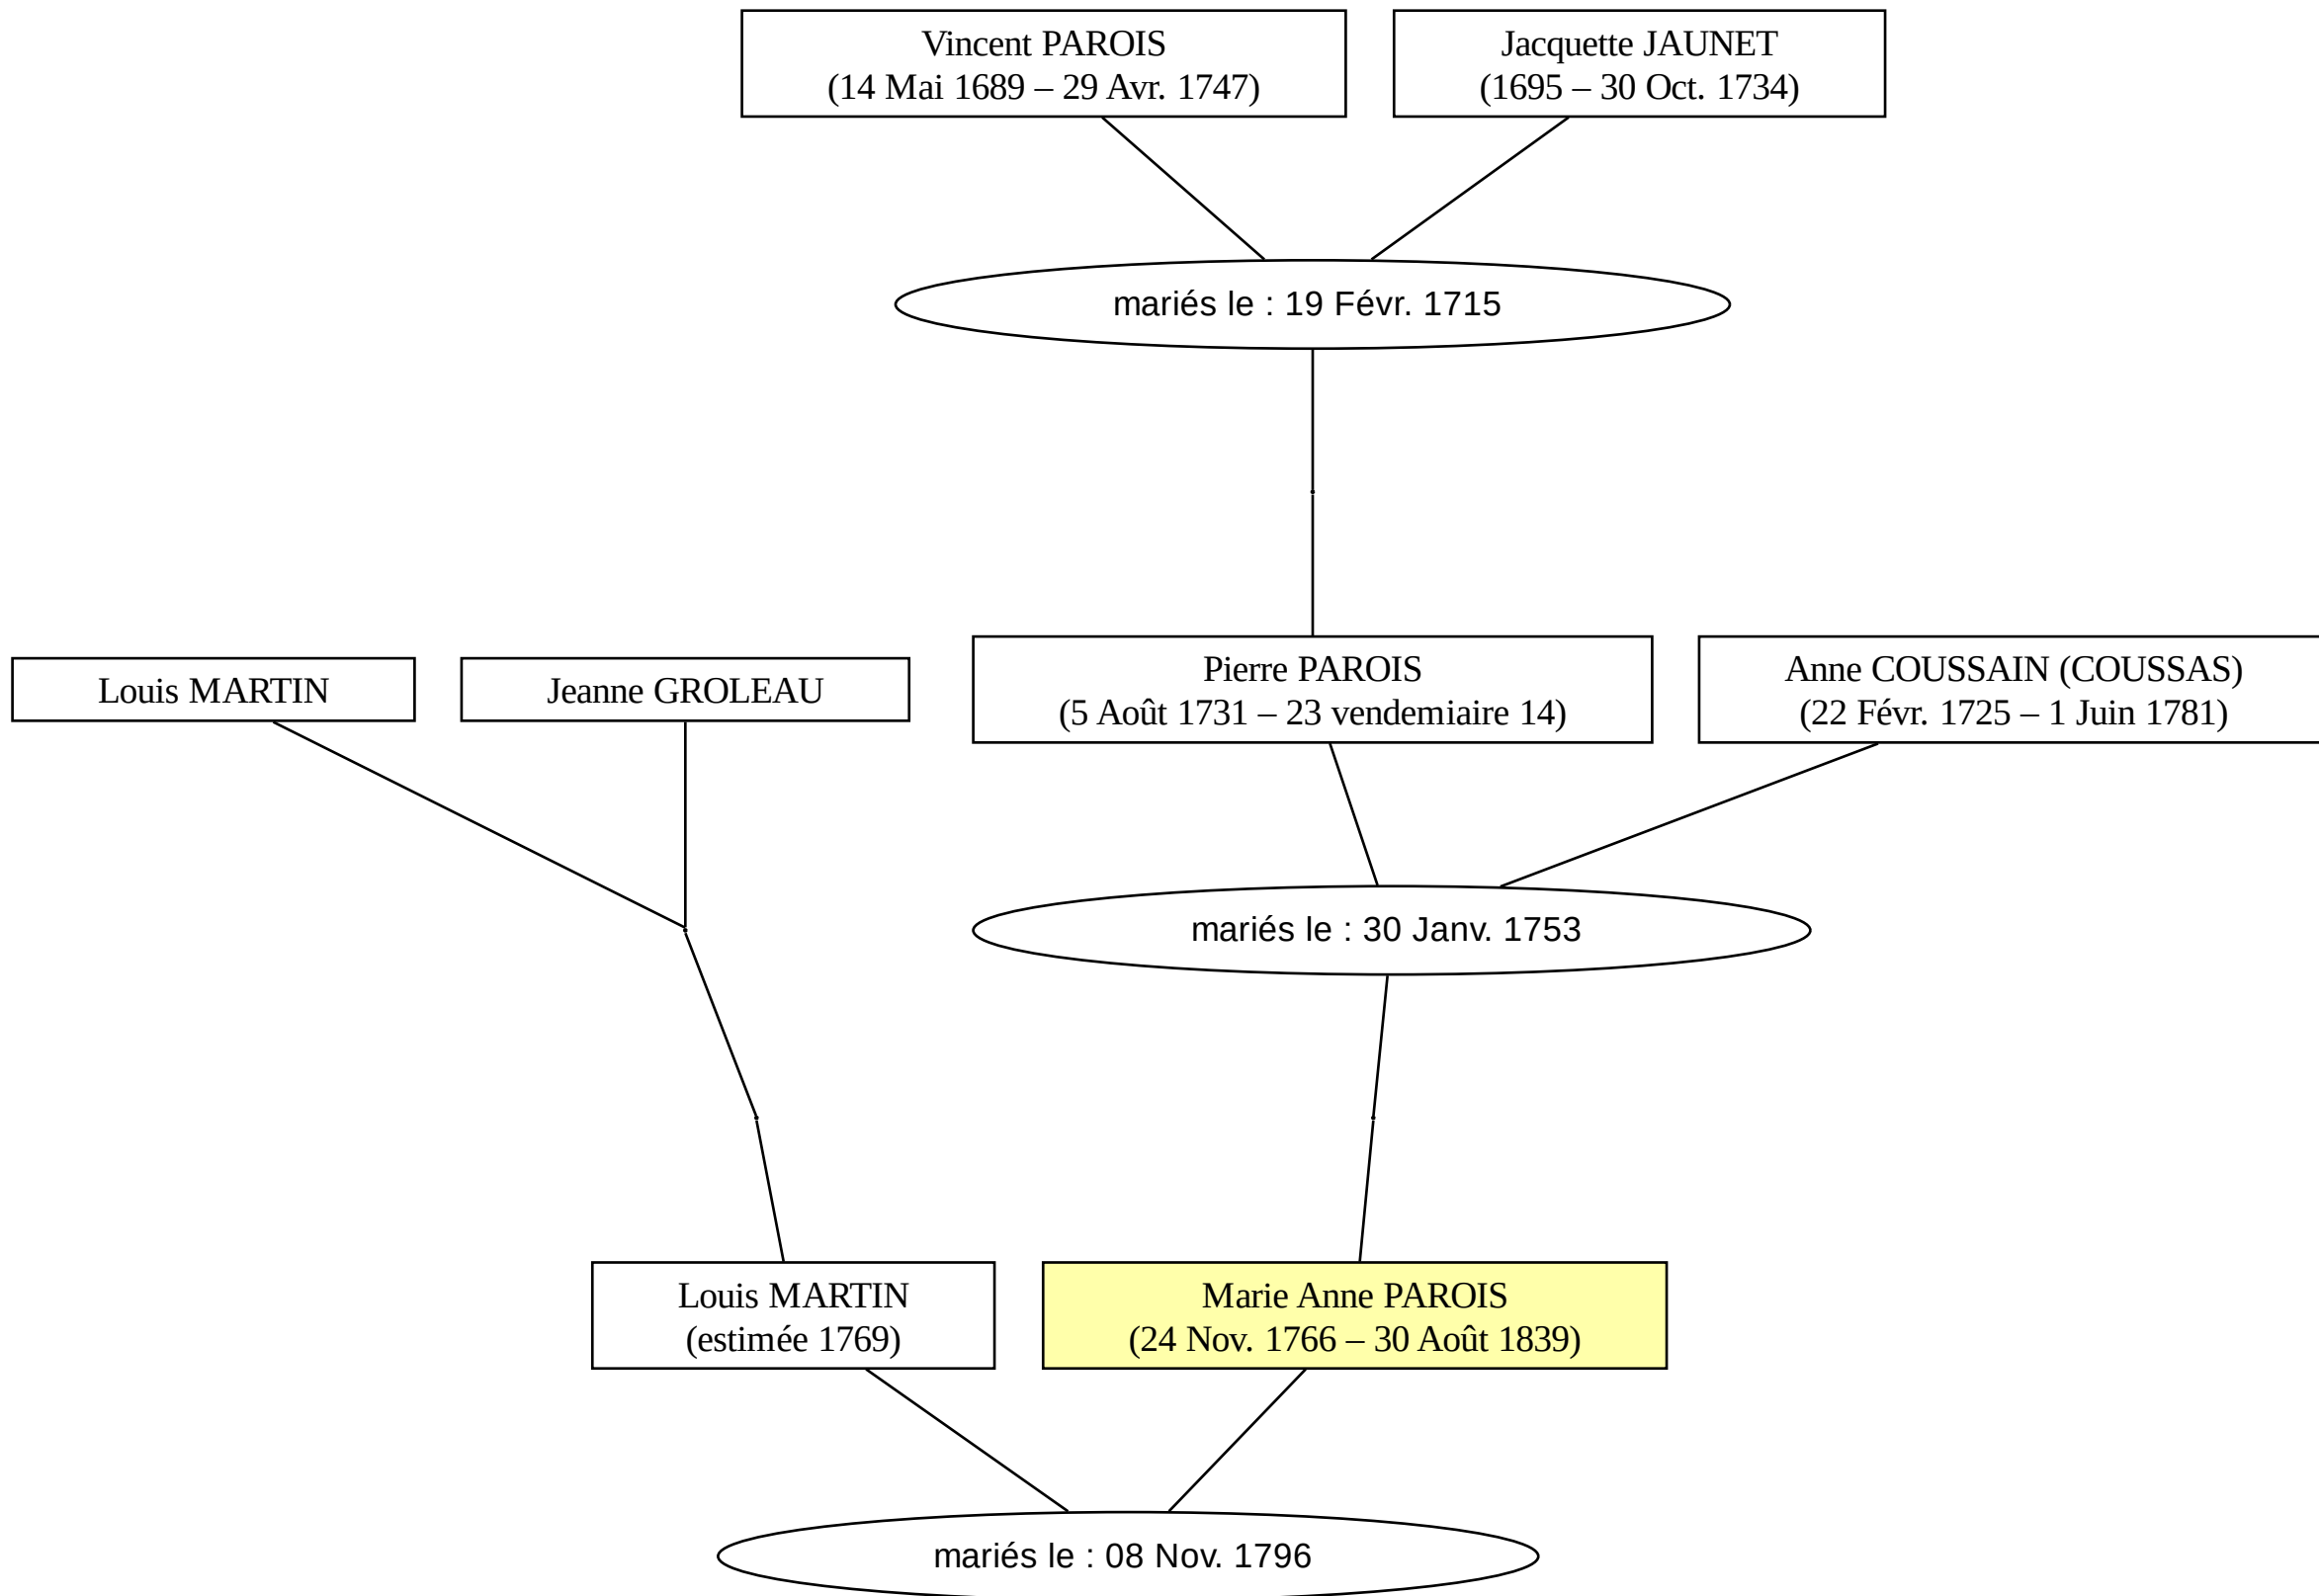 Vincent PAROIS
(14 Mai 1689 – 29 Avr. 1747)
Jacquette JAUNET
(1695 – 30 Oct. 1734)
mariés le : 19 Févr. 1715
Louis MARTIN
Jeanne GROLEAU
Pierre PAROIS
(5 Août 1731 – 23 vendemiaire 14)
Anne COUSSAIN (COUSSAS)
(22 Févr. 1725 – 1 Juin 1781)
mariés le : 30 Janv. 1753
Louis MARTIN
(estimée 1769)
Marie Anne PAROIS
(24 Nov. 1766 – 30 Août 1839)
mariés le : 08 Nov. 1796